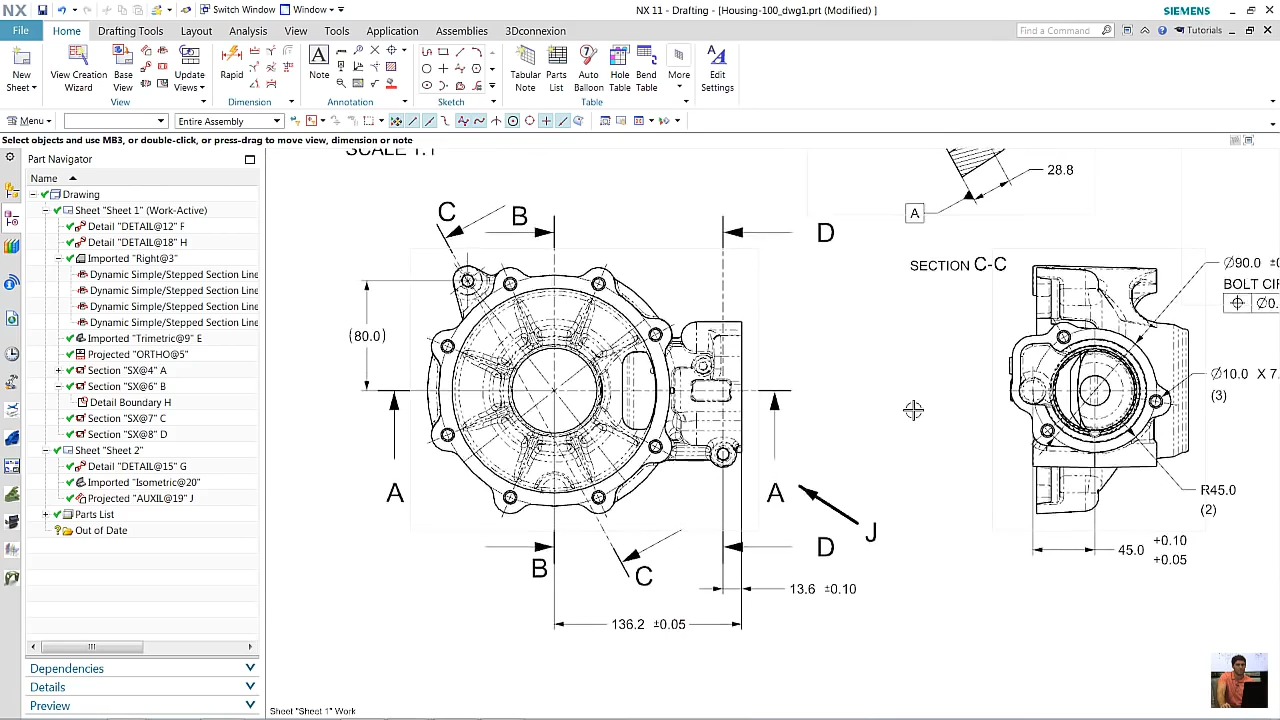 NX
Switch Window
Window
NX 11 - Drafting - [Housing-100_dwg1.prt (Modified) ]
SIEMENS
File
Home
Drafting Tools
Layout
Analysis
View
Tools
Application
Assemblies
3Dconnexion
Find a Command
Tutorials
New
Sheet
View Creation
Wizard
Base
View
Update
Views
View
Rapid
Dimension
A
Note
Annotation
Sketch
Tabular
Note
Parts
List
Auto
Balloon
Hole
Table
Bend
Table
More
Table
Edit
Settings
Menu
Entire Assembly
Select objects and use MB3, or double-click, or press-drag to move view, dimension or note
Part Navigator
Name
Drawing
Sheet "Sheet 1" (Work-Active)
Detail "DETAIL@12" F
Detail "DETAIL@18" H
Imported "Right@3"
Dynamic Simple/Stepped Section Line
Dynamic Simple/Stepped Section Line
Dynamic Simple/Stepped Section Line
Dynamic Simple/Stepped Section Line
Imported "Trimetric@9" E
Projected "ORTHO@5"
Section "SX@4" A
Section "SX@6" B
Detail Boundary H
Section "SX@7" C
Section "SX@8" D
Sheet "Sheet 2"
Detail "DETAIL@15" G
Imported "Isometric@20"
Projected "AUXIL@19" J
Parts List
Out of Date
Dependencies
Details
Preview
SCALE 1:1
C
B
D
(80.0)
A
A
J
B
C
D
13.6 ±0.10
136.2 ±0.05
28.8
A
SECTION C-C
Ø90.0 ±0
BOLT CIR
Ø0.
Ø10.0 X 7.
(3)
R45.0
(2)
45.0 +0.10
+0.05
Sheet "Sheet 1" Work